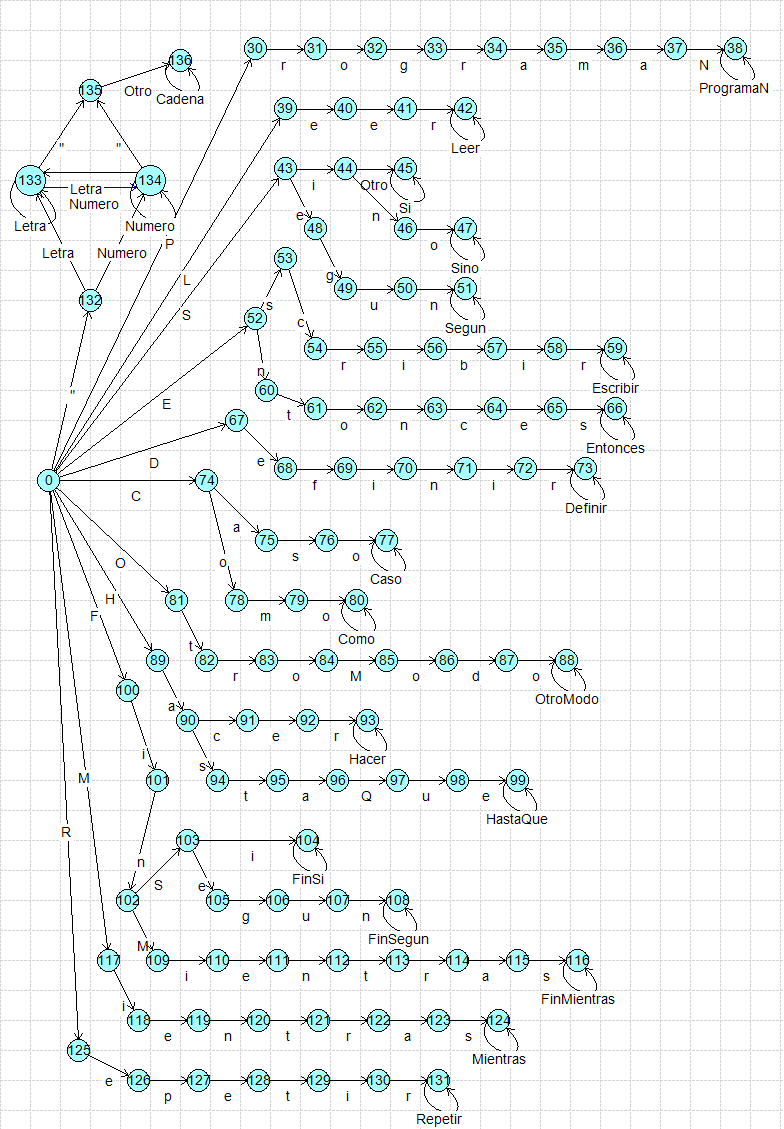 30 31 32 33 34 35 36 37 38
r o g r a m a N
ProgramaN
136
135
Otro
Cadena
39 40 41 42
e e r
Leer
" "
133 134
Letra
Numero
Letra
Numero
Letra Numero
132
"
P
L
S
E
D
C
O
H
F
M
R
0
43 44 45
i Otro
Si
e n
48 46 47
o
Sino
g
49 50 51
u n
Segun
53
s c
52
54 55 56 57 58 59
r i b i r
Escribir
n
60
t
61 62 63 64 65 66
o n c e s
Entonces
67
e
68 69 70 71 72 73
f i n i r
Definir
74
a
75 76 77
s o
Caso
o
78 79 80
m o
Como
81
t
82 83 84 85 86 87 88
r o M o d o
OtroModo
89
a
90 91 92 93
c e r
Hacer
s
94 95 96 97 98 99
t a Q u e
HastaQue
100
i
101
n
102
S
103 104
i
FinSi
e
105 106 107 108
g u n
FinSegun
M
109 110 111 112 113 114 115 116
i e n t r a s
FinMientras
117
i
118 119 120 121 122 123 124
e n t r a s
Mientras
125
e
126 127 128 129 130 131
p e t i r
Repetir